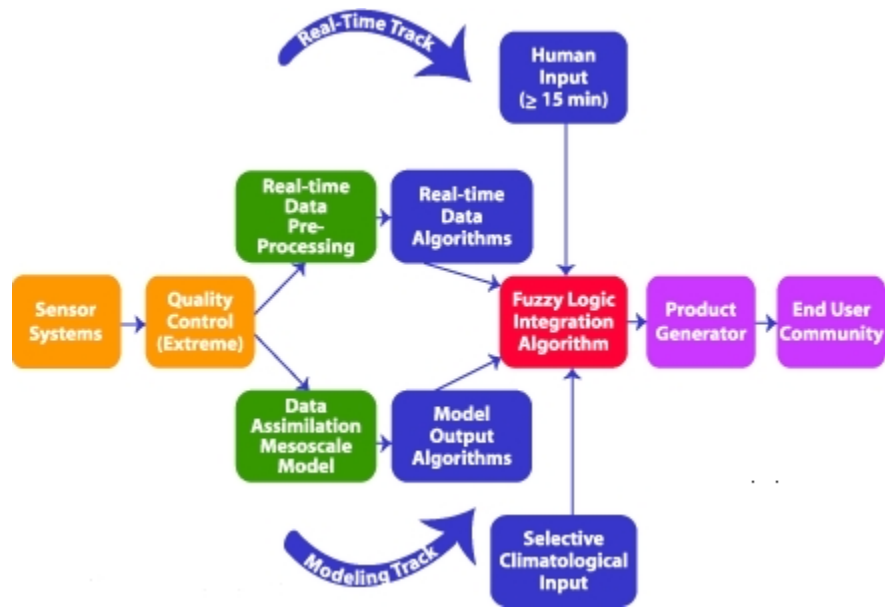 Real-Time Track
Human
Input
(≥ 15 min)
Real-time
Data
Pre-
Processing
Real-time
Data
Algorithms
Sensor
Systems
Quality
Control
(Extreme)
Fuzzy Logic
Integration
Algorithm
Product
Generator
End User
Community
Data
Assimilation
Mesoscale
Model
Model
Output
Algorithms
Modeling Track
Selective
Climatological
Input